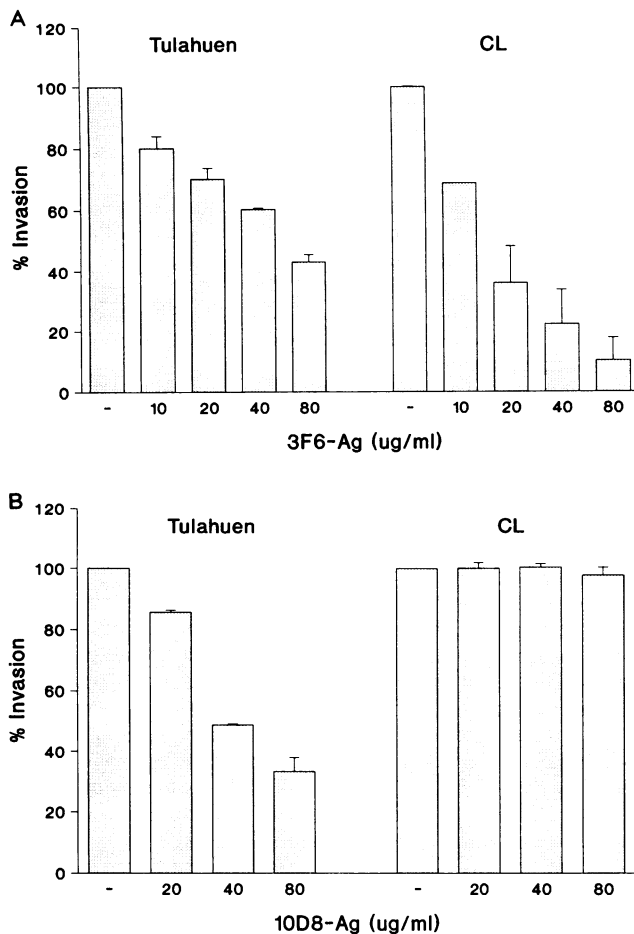 A
Tulahuen CL
120
100
80
60
40
20
0
% Invasion
- 10 20 40 80 - 10 20 40 80
3F6-Ag (ug/ml)
B
Tulahuen CL
120
100
80
60
40
20
0
% Invasion
- 20 40 80 - 20 40 80
10D8-Ag (ug/ml)